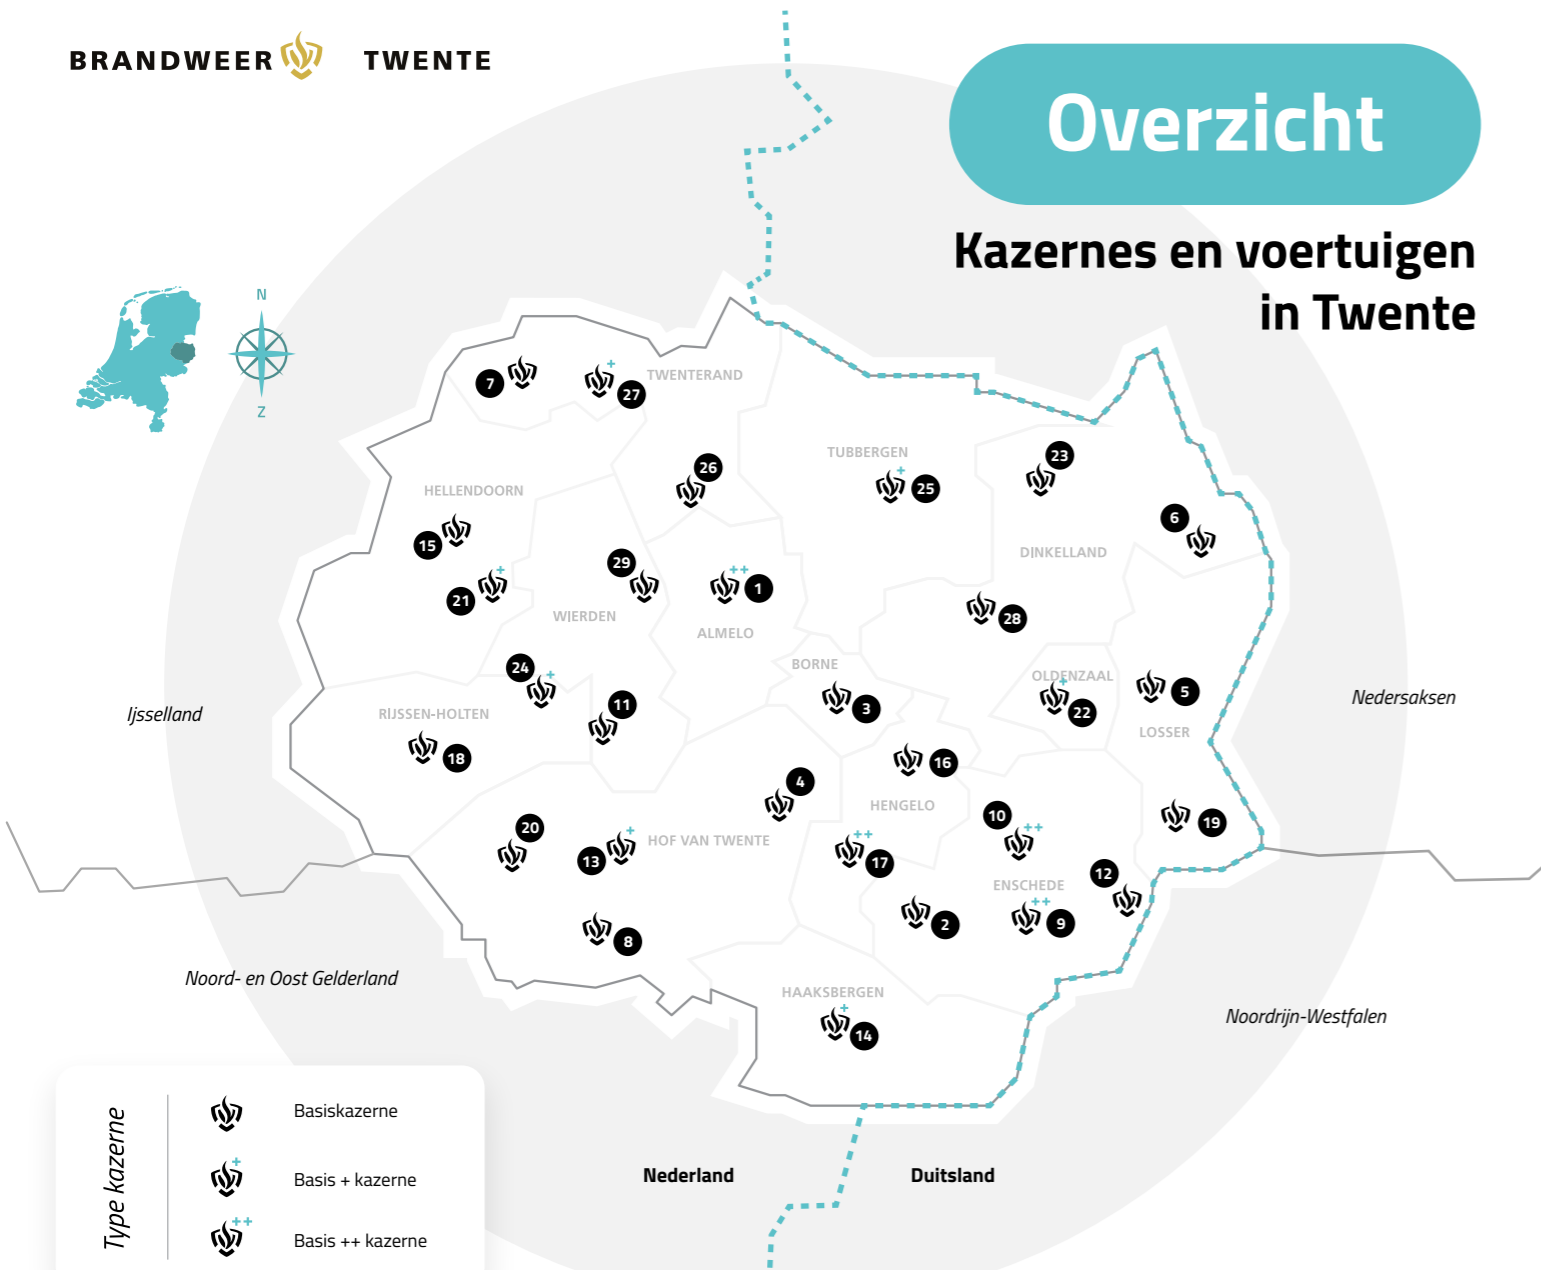 BRANDWEER TWENTE
Overzicht
Kazernes en voertuigen
in Twente
N
Z
7
27
TWENTERAND
26
TUBBERGEN
25
23
6
HELLENDOORN
15
21
29
WIERDEN
1
ALMELO
DINKELLAND
28
24
11
BORNE
3
OLDENZAAL
22
5
LOSSER
Ijsselland
RIJSSEN-HOLTEN
18
Nedersaksen
16
4
HENGELO
10
19
20
13
HOF VAN TWENTE
17
12
ENSCHEDE
8
2
9
Noord- en Oost Gelderland
HAAKSBERGEN
14
Noordrijn-Westfalen
Type kazerne
Basiskazerne
Basis + kazerne
Basis ++ kazerne
Nederland
Duitsland